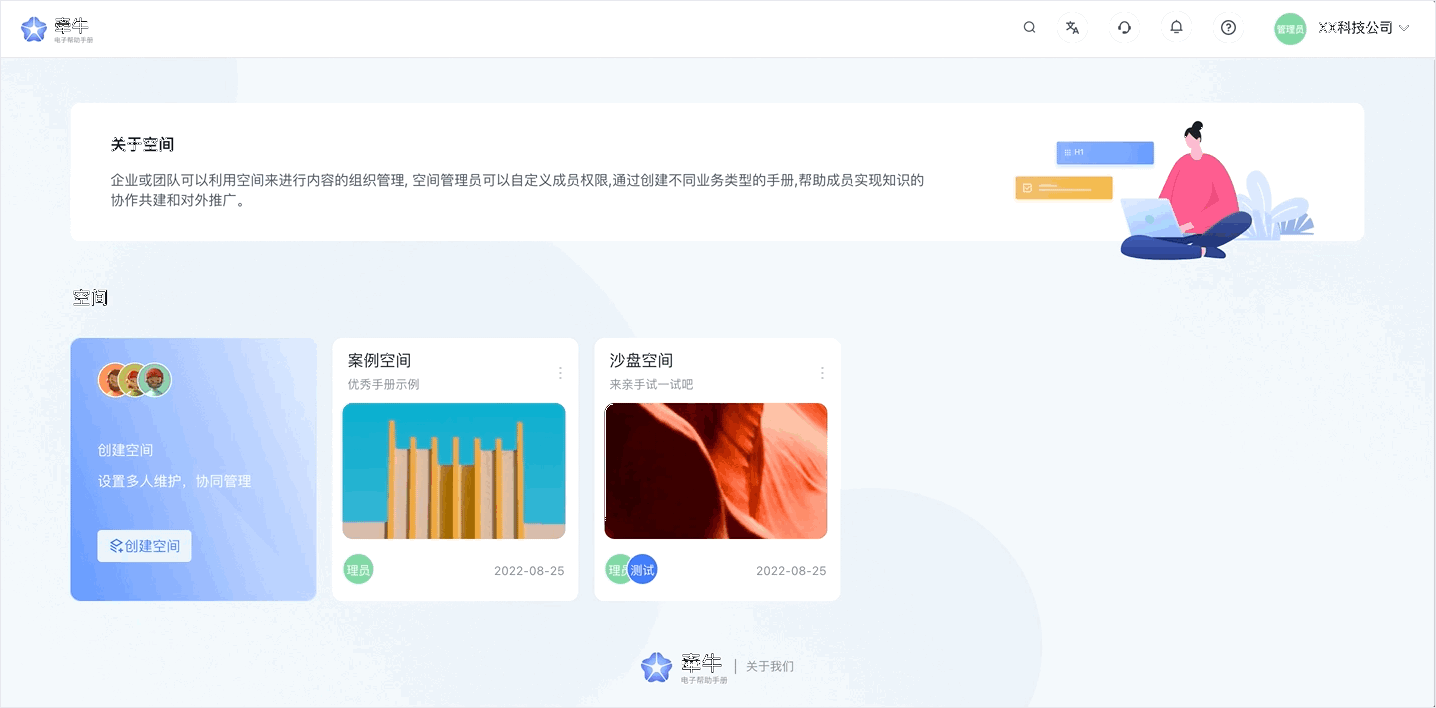 牵牛
电子帮助手册
管理员
XX科技公司
关于空间
企业或团队可以利用空间来进行内容的组织管理, 空间管理员可以自定义成员权限,通过创建不同业务类型的手册,帮助成员实现知识的
协作共建和对外推广。
H1
空间
创建空间
设置多人维护，协同管理
创建空间
案例空间
优秀手册示例
理员
2022-08-25
沙盘空间
来亲手试一试吧
理员
测试
2022-08-25
牵牛
电子帮助手册
关于我们